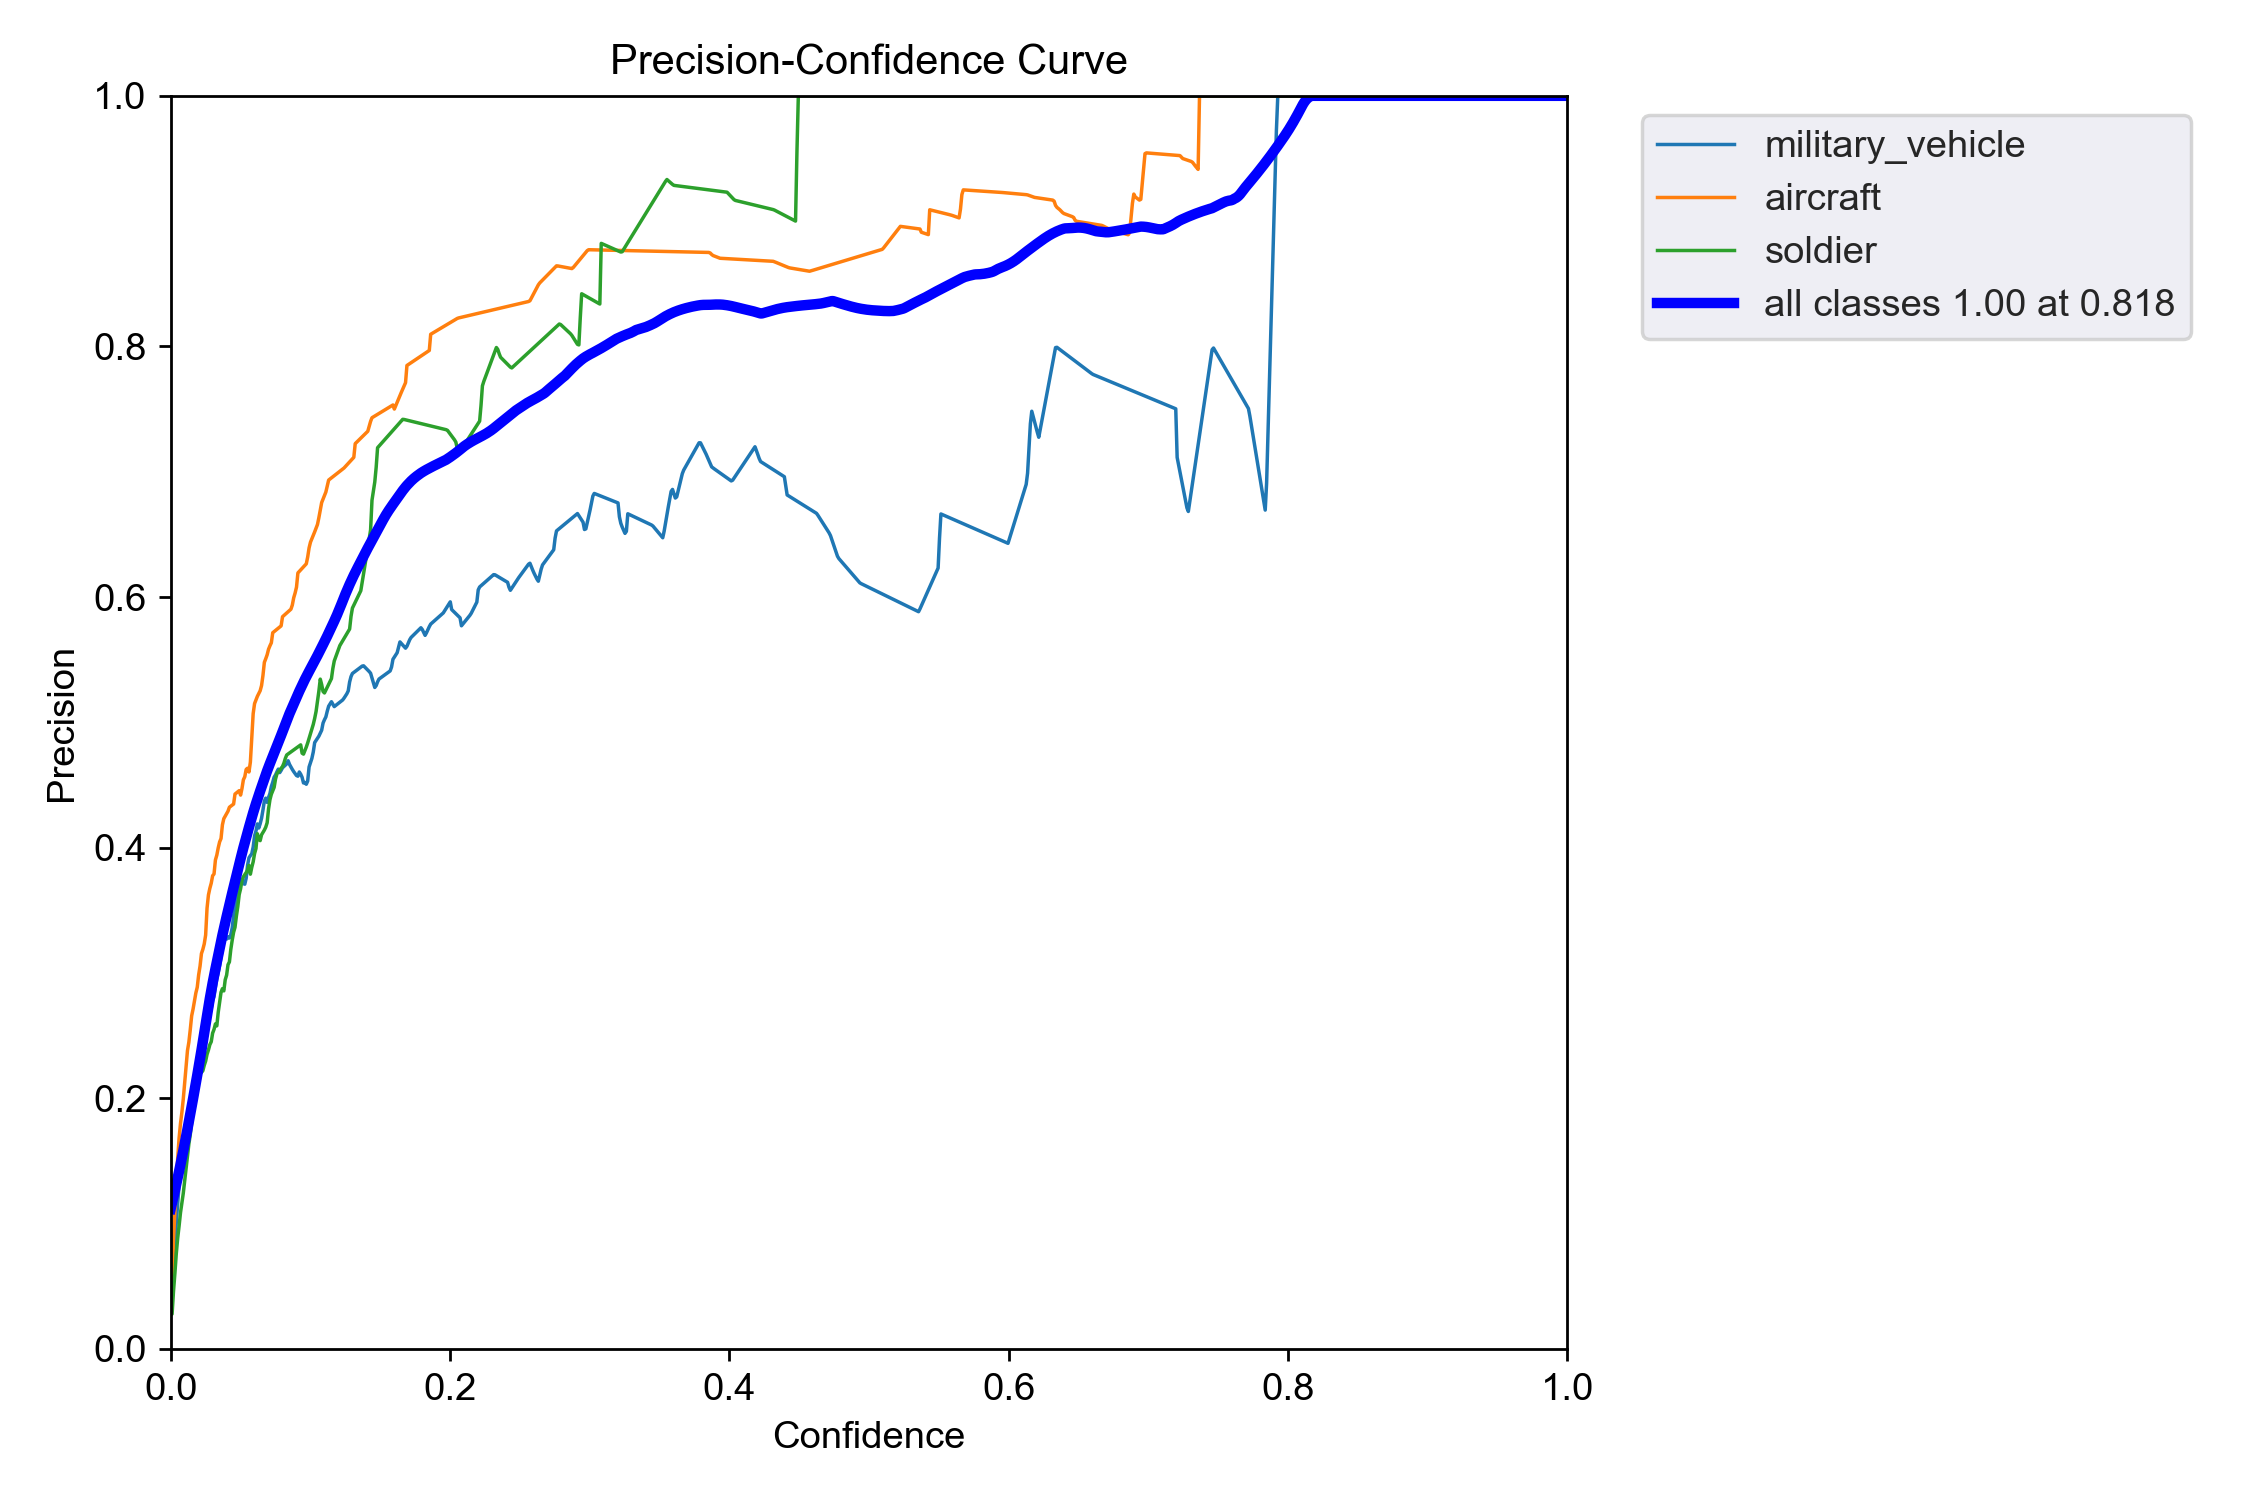 Precision-Confidence Curve
1.0
0.8
0.6
0.4
0.2
0.0
Precision
0.0 0.2 0.4 0.6 0.8 1.0
Confidence
military_vehicle
aircraft
soldier
all classes 1.00 at 0.818